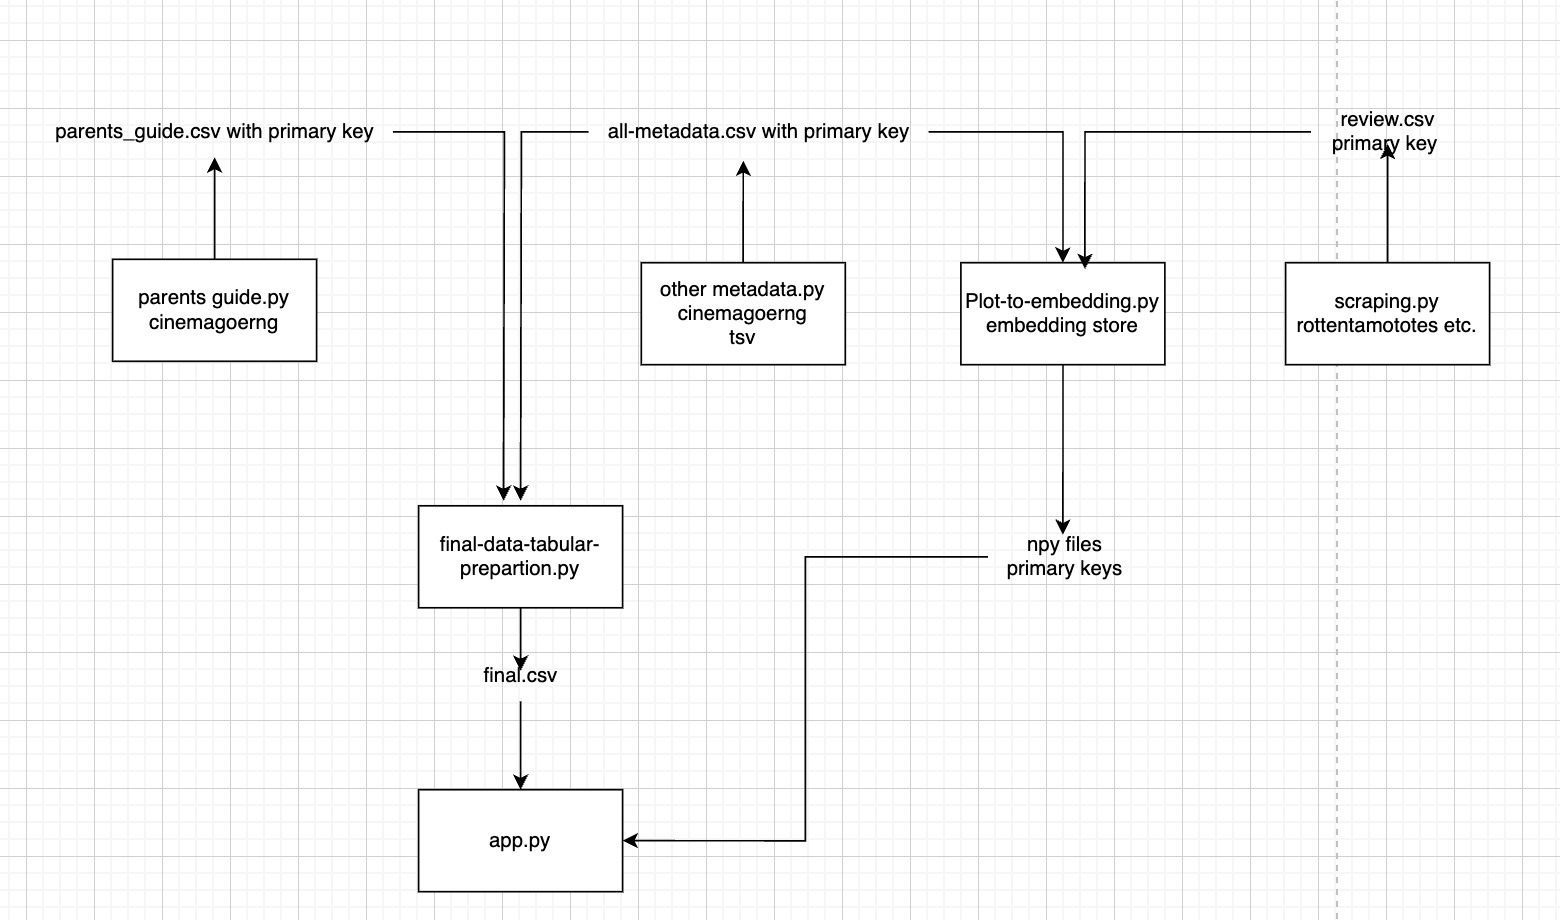 parents_guide.csv with primary key
all-metadata.csv with primary key
review.csv
primary key
parents guide.py
cinemagoerng
other metadata.py
cinemagoerng
tsv
Plot-to-embedding.py
embedding store
scraping.py
rottentamototes etc.
final-data-tabular-
prepartion.py
npy files
primary keys
final.csv
app.py